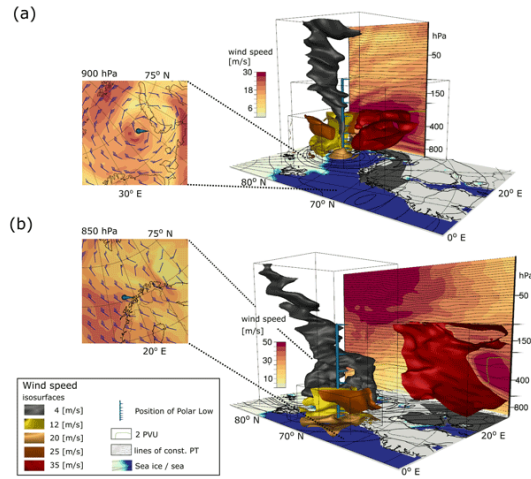 (a)
900 hPa
75° N
30° E
wind speed
[m/s]
30
18
6
hPa
50
150
400
800
80° N
70° N
0° E
20° E
(b)
850 hPa
75° N
20° E
wind speed
[m/s]
50
30
10
hPa
50
150
400
800
80° N
70° N
0° E
20° E
Wind speed
isosurfaces
4 [m/s]
12 [m/s]
20 [m/s]
25 [m/s]
35 [m/s]
Position of Polar Low
2 PVU
lines of const. PT
Sea ice / sea